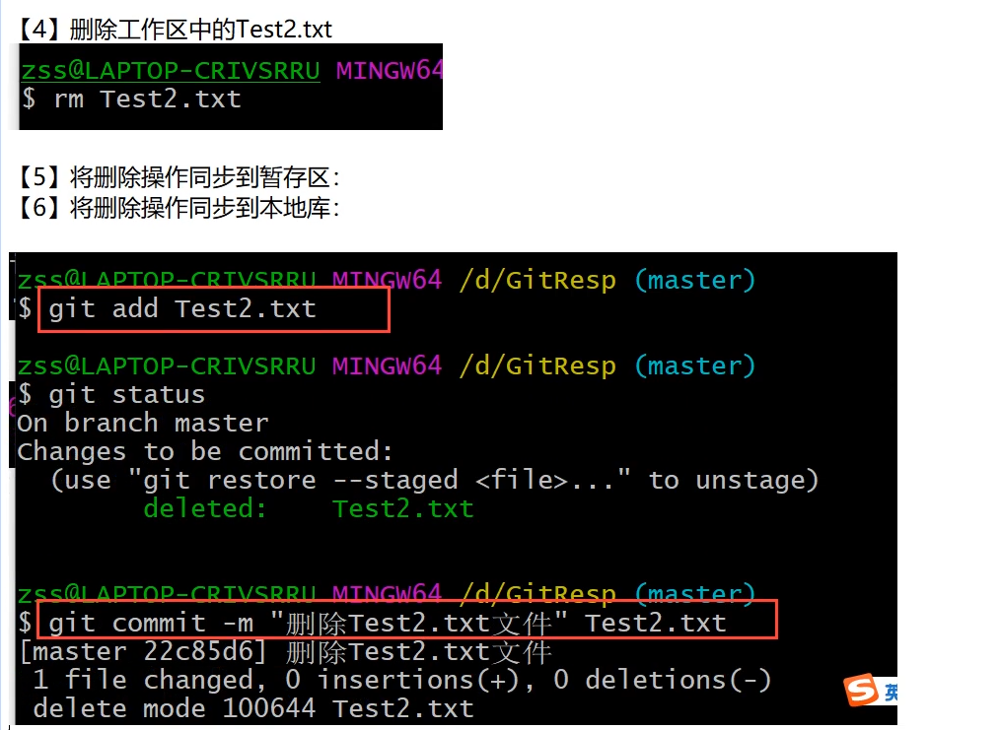 【4】删除工作区中的Test2.txt
zss@LAPTOP-CRIVSRRU MINGW64
$ rm Test2.txt
【5】将删除操作同步到暂存区：
【6】将删除操作同步到本地库：
zss@LAPTOP-CRIVSRRU MINGW64 /d/GitResp (master)
$ git add Test2.txt
zss@LAPTOP-CRIVSRRU MINGW64 /d/GitResp (master)
$ git status
On branch master
Changes to be committed:
(use "git restore --staged <file>..." to unstage)
deleted: Test2.txt
zss@LAPTOP-CRIVSRRU MINGW64 /d/GitResp (master)
$ git commit -m "删除Test2.txt文件" Test2.txt
[master 22c85d6] 删除Test2.txt文件
1 file changed, 0 insertions(+), 0 deletions(-)
delete mode 100644 Test2.txt
S 英